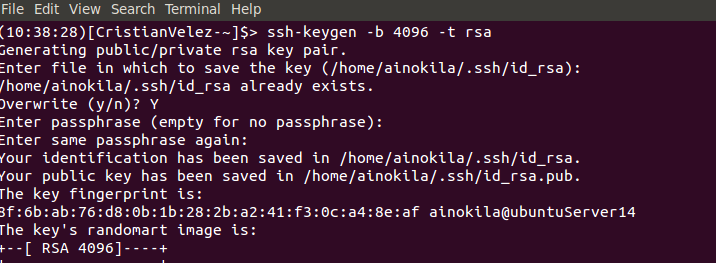 File Edit View Search Terminal Help
(10:38:28)[CristianVelez-~]$> ssh-keygen -b 4096 -t rsa
Generating public/private rsa key pair.
Enter file in which to save the key (/home/ainokila/.ssh/id_rsa):
/home/ainokila/.ssh/id_rsa already exists.
Overwrite (y/n)? Y
Enter passphrase (empty for no passphrase):
Enter same passphrase again:
Your identification has been saved in /home/ainokila/.ssh/id_rsa.
Your public key has been saved in /home/ainokila/.ssh/id_rsa.pub.
The key fingerprint is:
8f:6b:ab:76:d8:0b:1b:28:2b:a2:41:f3:0c:a4:8e:af ainokila@ubuntuServer14
The key's randomart image is:
+--[ RSA 4096]----+